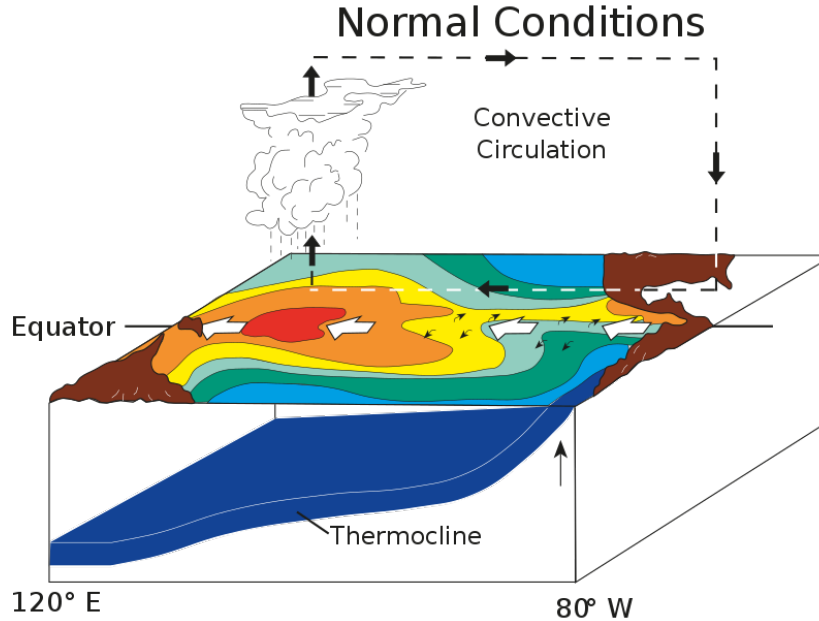 Normal Conditions
Convective
Circulation
Equator
Thermocline
120° E
80° W